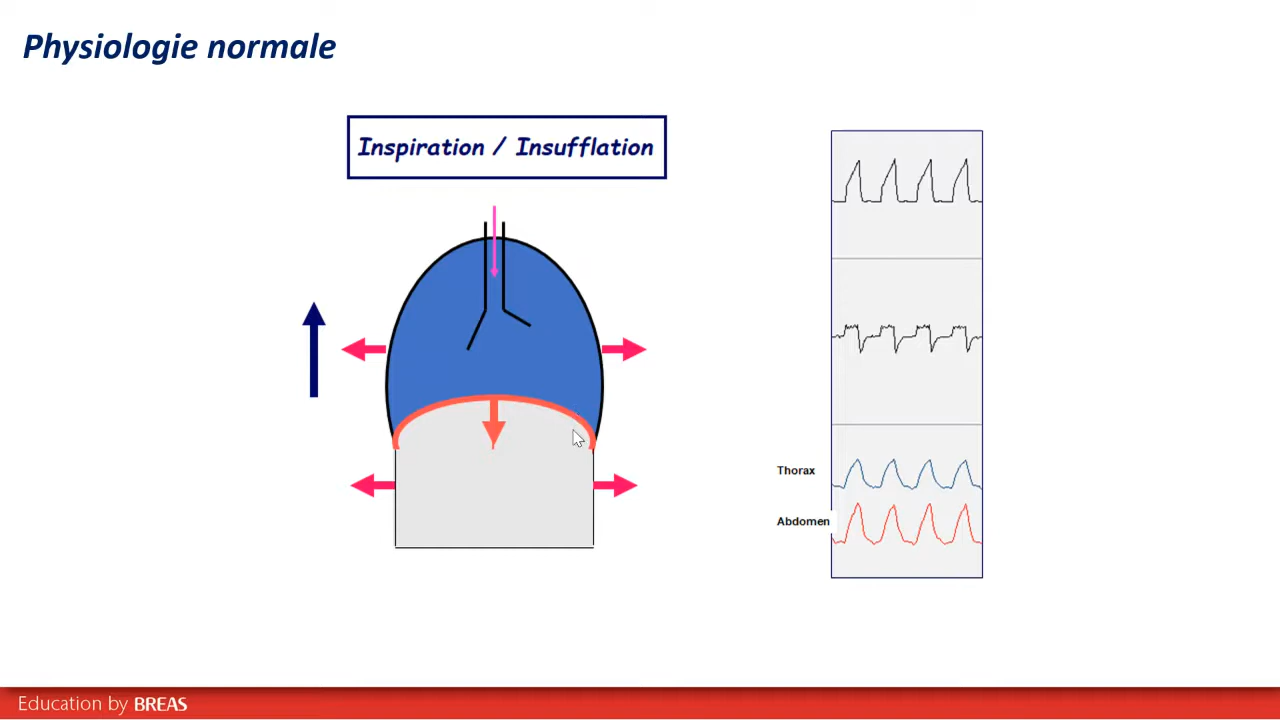 Physiologie normale
Inspiration / Insufflation
Thorax
Abdomen
Education by BREAS